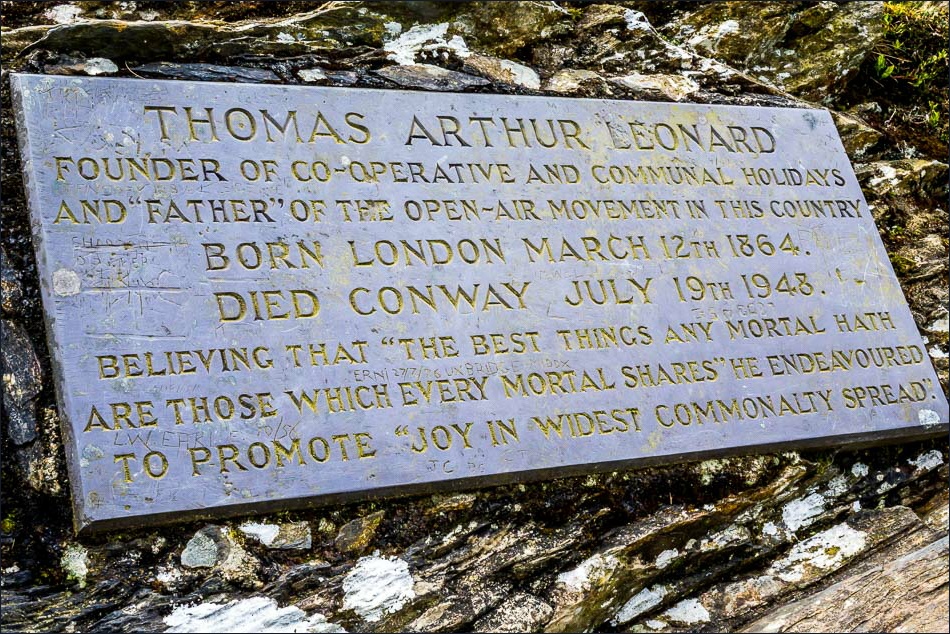 THOMAS ARTHUR LEONARD
FOUNDER OF CO-OPERATIVE AND COMMUNAL HOLIDAYS
AND "FATHER" OF THE OPEN-AIR MOVEMENT IN THIS COUNTRY
BORN LONDON MARCH 12TH 1864.
DIED CONWAY JULY 19TH 1948.
BELIEVING THAT "THE BEST THINGS ANY MORTAL HATH
ARE THOSE WHICH EVERY MORTAL SHARES" HE ENDEAVOURED
TO PROMOTE "JOY IN WIDEST COMMONALTY SPREAD".